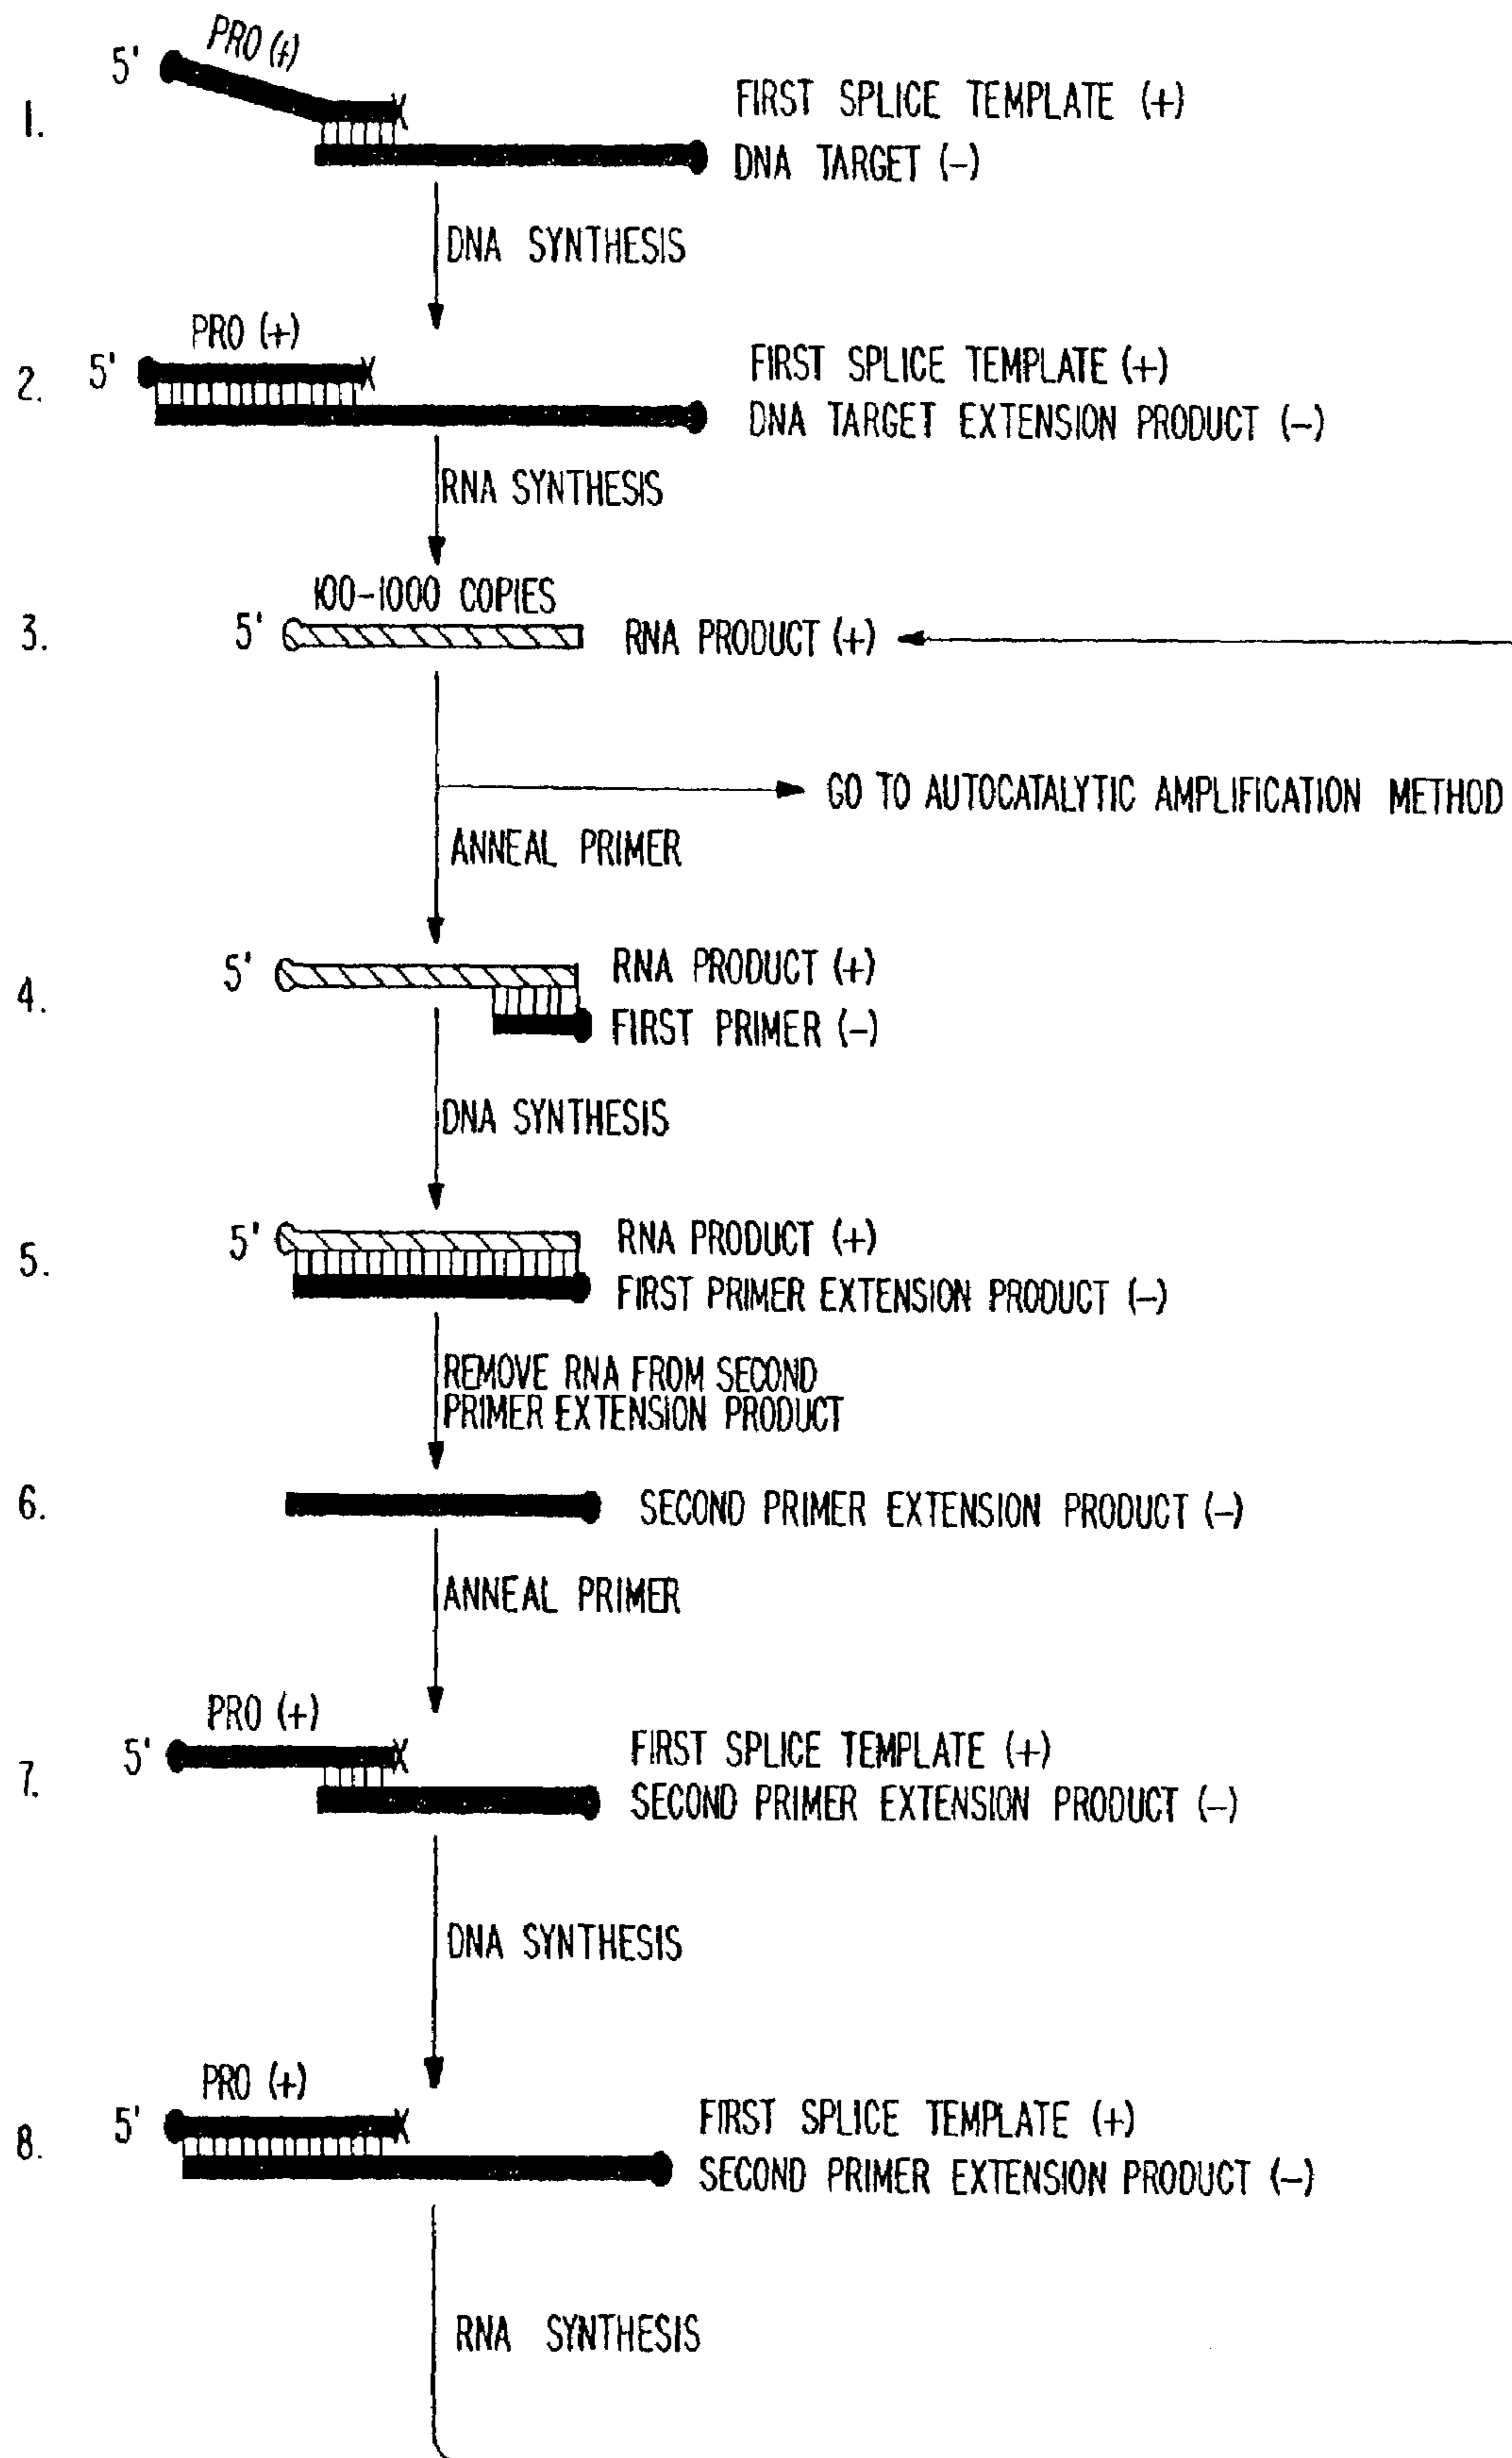 PRO (+)
5'
1.
FIRST SPLICE TEMPLATE (+)
DNA TARGET (-)
DNA SYNTHESIS
PRO (+)
2.
5'
FIRST SPLICE TEMPLATE (+)
DNA TARGET EXTENSION PRODUCT (-)
RNA SYNTHESIS
100-1000 COPIES
3.
5'
RNA PRODUCT (+)
GO TO AUTOCATALYTIC AMPLIFICATION METHOD
ANNEAL PRIMER
4.
5'
RNA PRODUCT (+)
FIRST PRIMER (-)
DNA SYNTHESIS
5.
5'
RNA PRODUCT (+)
FIRST PRIMER EXTENSION PRODUCT (-)
REMOVE RNA FROM SECOND
PRIMER EXTENSION PRODUCT
6.
SECOND PRIMER EXTENSION PRODUCT (-)
ANNEAL PRIMER
PRO (+)
7.
5'
FIRST SPLICE TEMPLATE (+)
SECOND PRIMER EXTENSION PRODUCT (-)
DNA SYNTHESIS
PRO (+)
8.
5'
FIRST SPLICE TEMPLATE (+)
SECOND PRIMER EXTENSION PRODUCT (-)
RNA SYNTHESIS